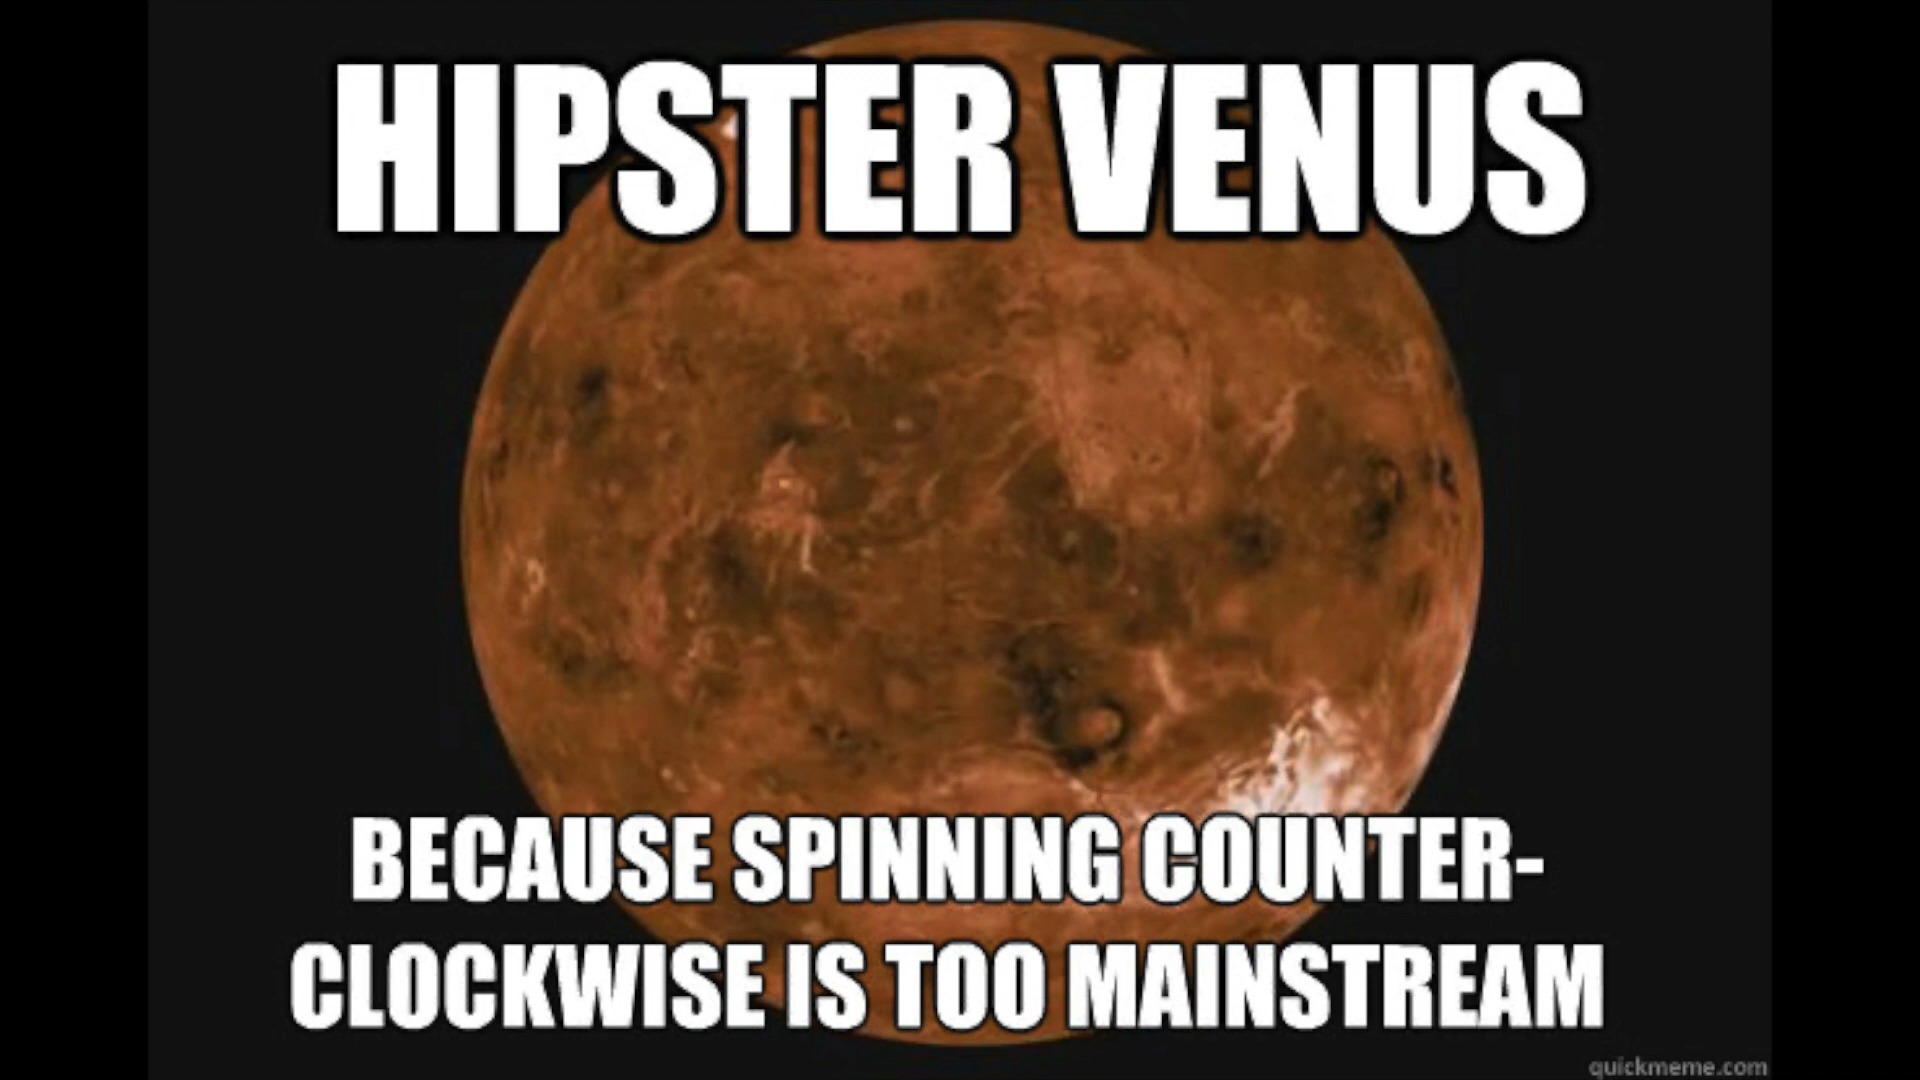 HIPSTER VENUS
BECAUSE SPINNING COUNTER-
CLOCKWISE IS TOO MAINSTREAM
quickmeme.com